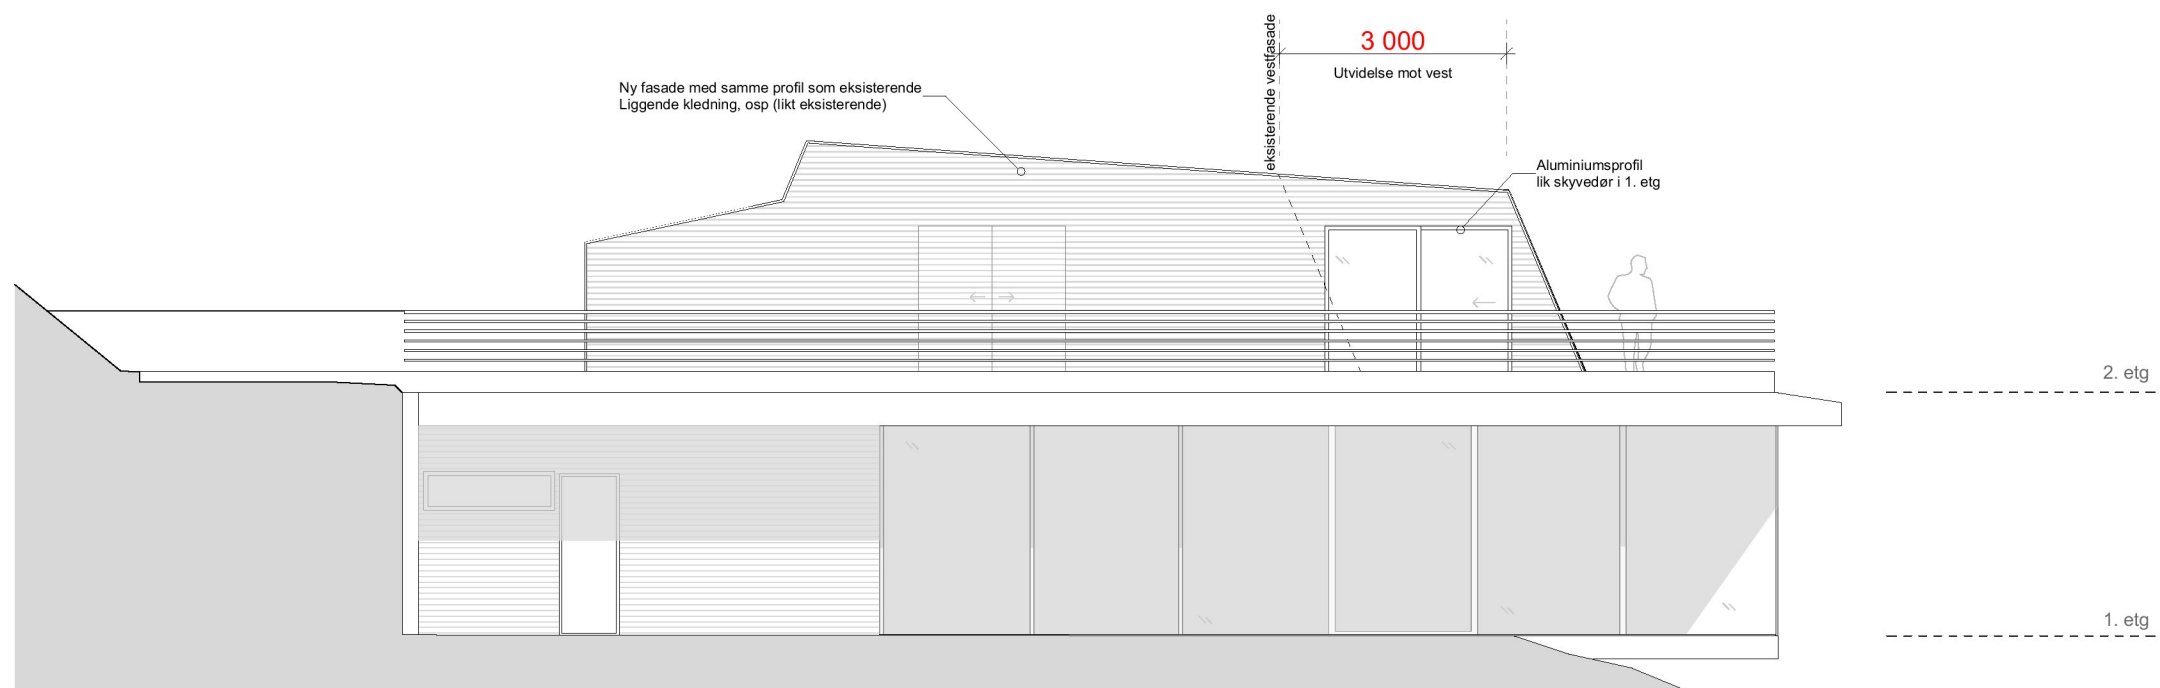 eksisterende vestfasade
3 000
Utvidelse mot vest
Ny fasade med samme profil som eksisterende
Liggende kledning, osp (likt eksisterende)
Aluminiumsprofil
lik skyvedør i 1. etg
2. etg
1. etg